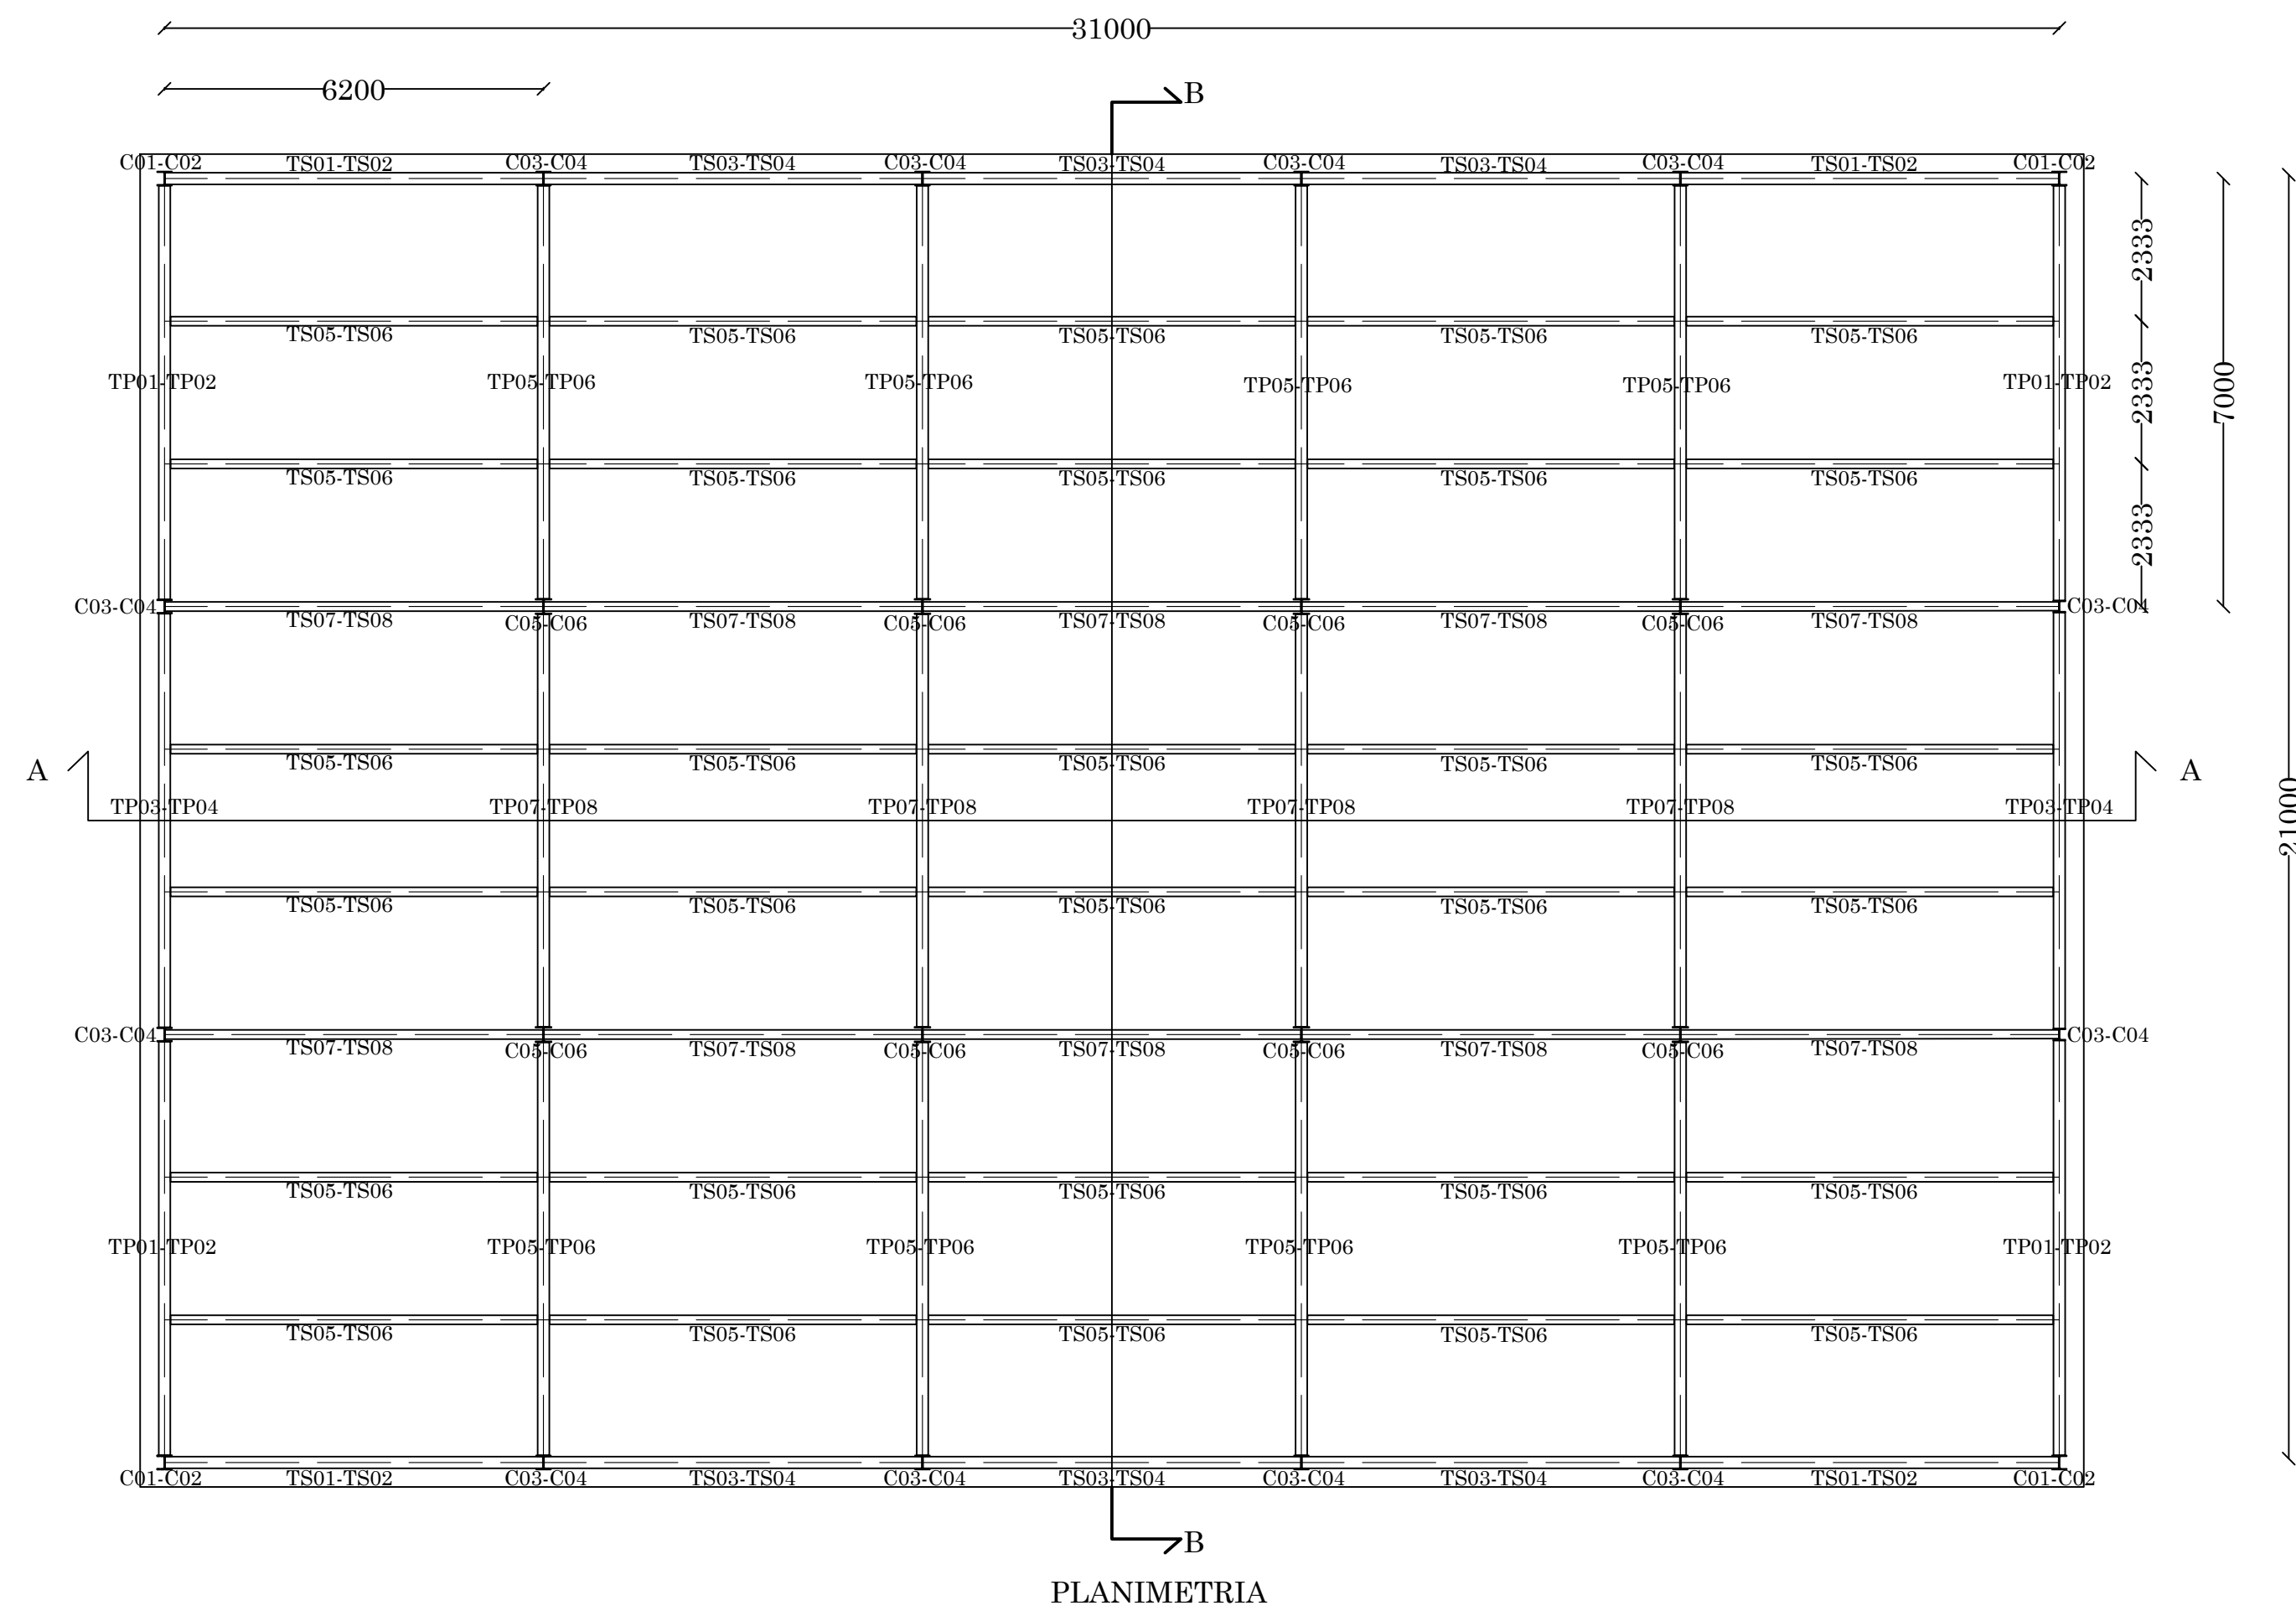 31000
6200
B
C01-C02 TS01-TS02 C03-C04 TS03-TS04 C03-C04 TS03-TS04 C03-C04 TS03-TS04 C03-C04 TS01-TS02 C01-C02
2333
TS05-TS06 TS05-TS06 TS05-TS06 TS05-TS06 TS05-TS06
TP01-TP02 TP05-TP06 TP05-TP06 TP05-TP06 TP05-TP06 TP01-TP02 2333 7000
TS05-TS06 TS05-TS06 TS05-TS06 TS05-TS06 TS05-TS06
2333
C03-C04 C03-C04
TS07-TS08 C05-C06 TS07-TS08 C05-C06 TS07-TS08 C05-C06 TS07-TS08 C05-C06 TS07-TS08
TS05-TS06 TS05-TS06 TS05-TS06 TS05-TS06 TS05-TS06
A A
TP03-TP04 TP07-TP08 TP07-TP08 TP07-TP08 TP07-TP08 TP03-TP04 21000
TS05-TS06 TS05-TS06 TS05-TS06 TS05-TS06 TS05-TS06
C03-C04 C03-C04
TS07-TS08 C05-C06 TS07-TS08 C05-C06 TS07-TS08 C05-C06 TS07-TS08 C05-C06 TS07-TS08
TS05-TS06 TS05-TS06 TS05-TS06 TS05-TS06 TS05-TS06
TP01-TP02 TP05-TP06 TP05-TP06 TP05-TP06 TP05-TP06 TP01-TP02
TS05-TS06 TS05-TS06 TS05-TS06 TS05-TS06 TS05-TS06
C01-C02 TS01-TS02 C03-C04 TS03-TS04 C03-C04 TS03-TS04 C03-C04 TS03-TS04 C03-C04 TS01-TS02 C01-C02
B
PLANIMETRIA